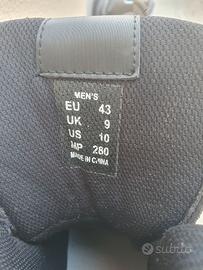 MEN'S
EU 43
UK 9
US 10
MP 280
MADE IN CHINA
subito